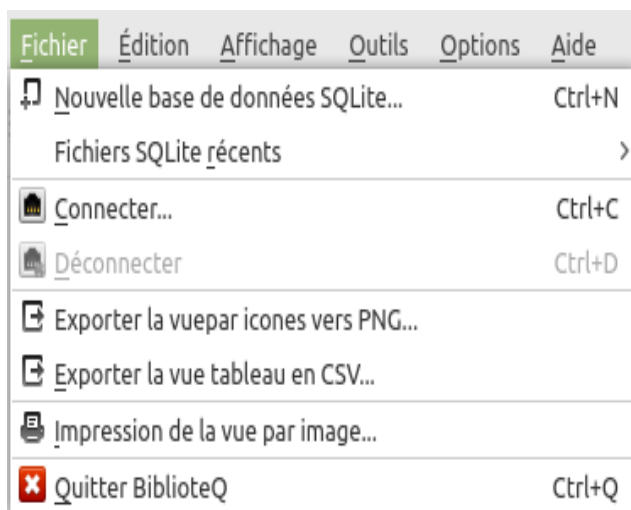 Fichier Édition Affichage Outils Options Aide
Nouvelle base de données SQLite... Ctrl+N
Fichiers SQLite récents
Connecter... Ctrl+C
Déconnecter Ctrl+D
Exporter la vuepar icones vers PNG...
Exporter la vue tableau en CSV...
Impression de la vue par image...
Quitter BiblioteQ Ctrl+Q